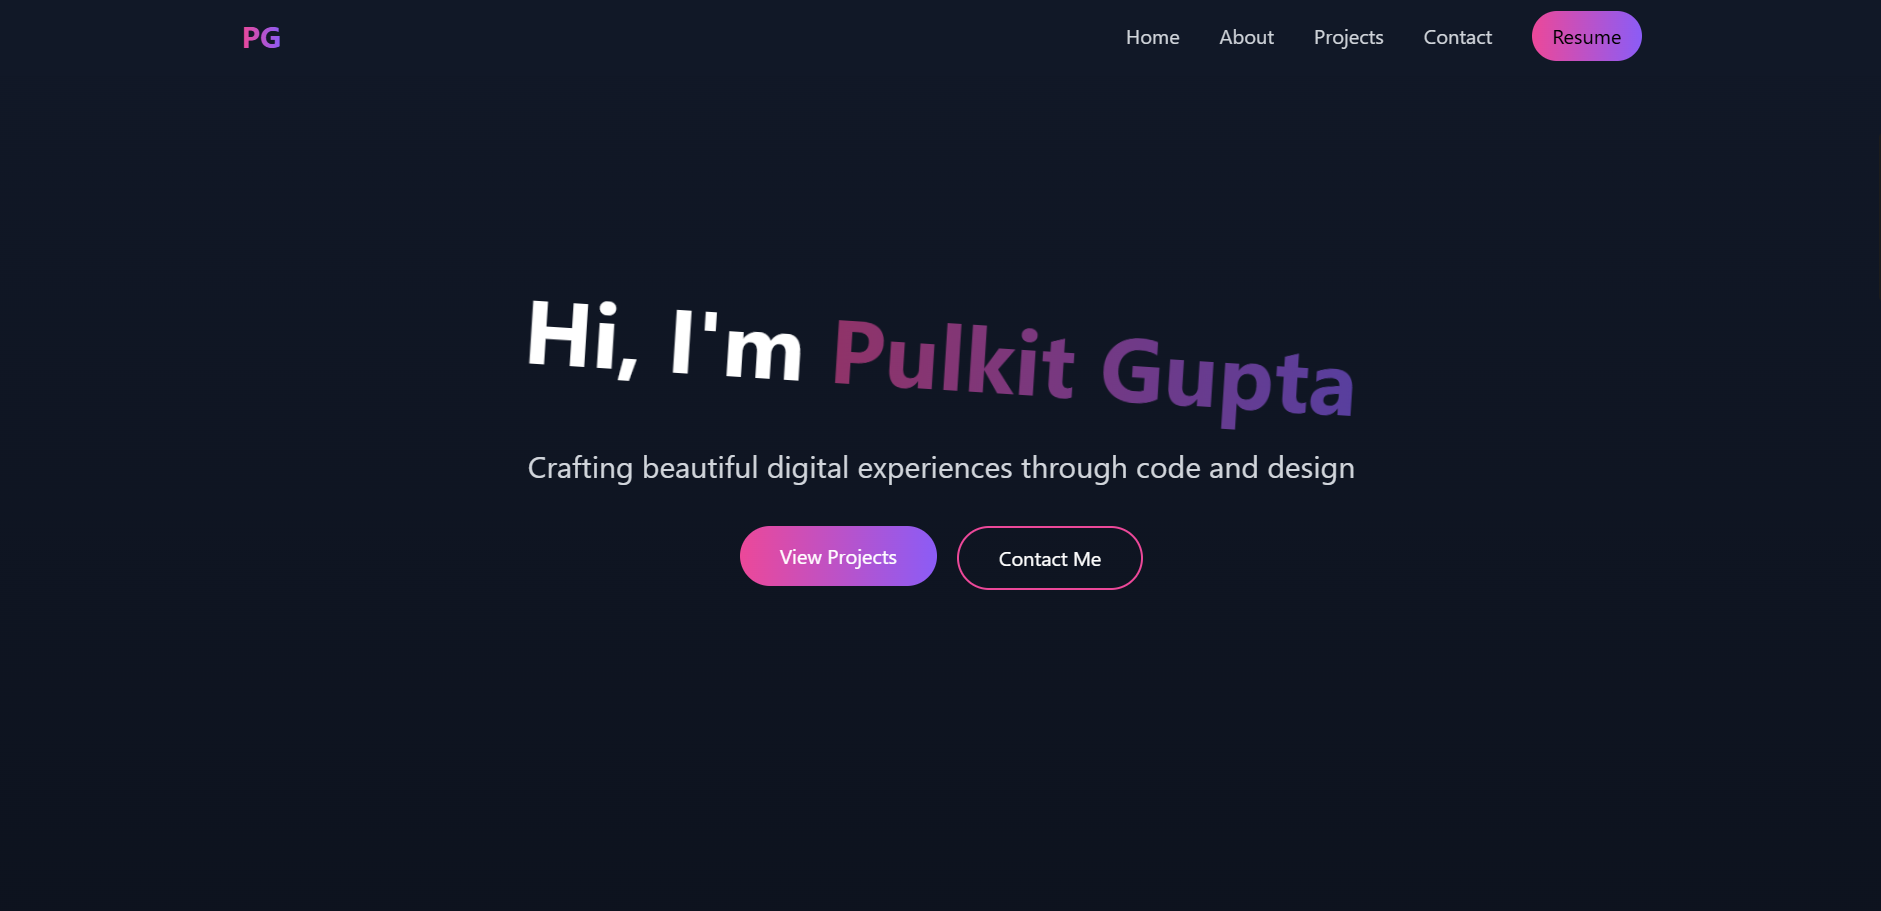 PG
Home About Projects Contact Resume
Hi, I'm Pulkit Gupta
Crafting beautiful digital experiences through code and design
View Projects Contact Me